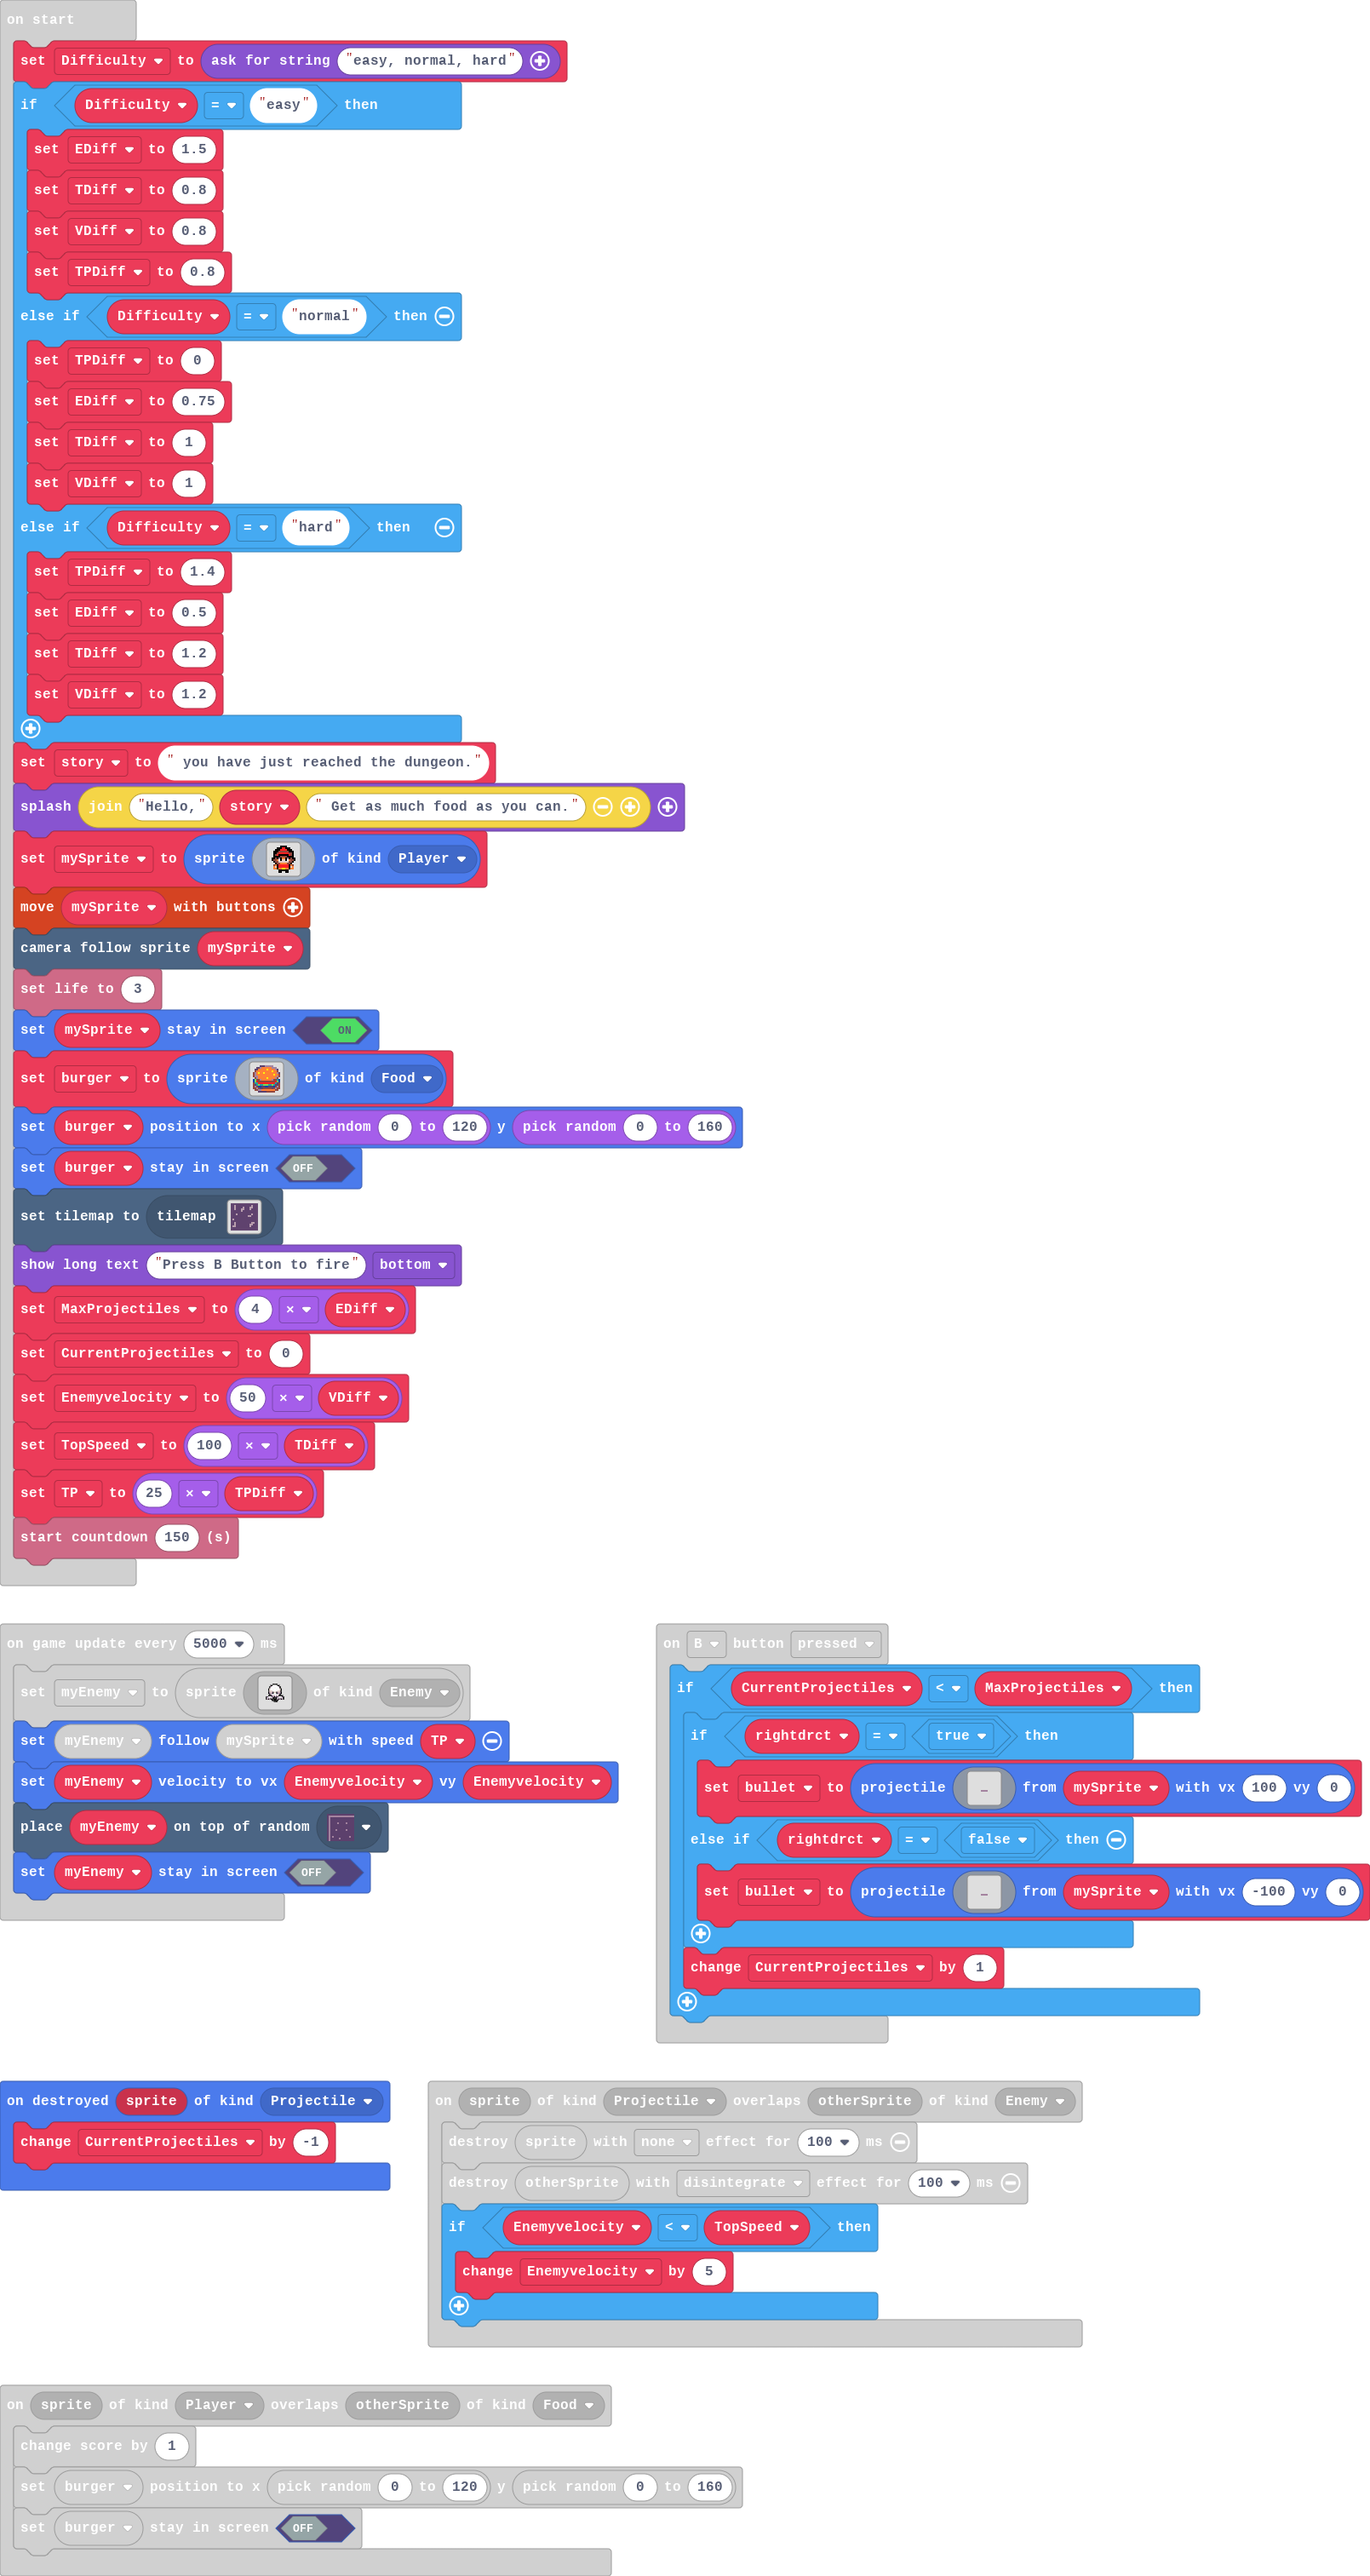 on start
set Difficulty to ask for string "easy, normal, hard"
if Difficulty = "easy" then
set EDiff to 1.5
set TDiff to 0.8
set VDiff to 0.8
set TPDiff to 0.8
else if Difficulty = "normal" then
set TPDiff to 0
set EDiff to 0.75
set TDiff to 1
set VDiff to 1
else if Difficulty = "hard" then
set TPDiff to 1.4
set EDiff to 0.5
set TDiff to 1.2
set VDiff to 1.2
set story to " you have just reached the dungeon."
splash join "Hello," story " Get as much food as you can."
set mySprite to sprite of kind Player
move mySprite with buttons
camera follow sprite mySprite
set life to 3
set mySprite stay in screen ON
set burger to sprite of kind Food
set burger position to x pick random 0 to 120 y pick random 0 to 160
set burger stay in screen OFF
set tilemap to tilemap
show long text "Press B Button to fire" bottom
set MaxProjectiles to 4 × EDiff
set CurrentProjectiles to 0
set Enemyvelocity to 50 × VDiff
set TopSpeed to 100 × TDiff
set TP to 25 × TPDiff
start countdown 150 (s)
on game update every 5000 ms
set myEnemy to sprite of kind Enemy
set myEnemy follow mySprite with speed TP
set myEnemy velocity to vx Enemyvelocity vy Enemyvelocity
place myEnemy on top of random
set myEnemy stay in screen OFF
on B button pressed
if CurrentProjectiles < MaxProjectiles then
if rightdrct = true then
set bullet to projectile from mySprite with vx 100 vy 0
else if rightdrct = false then
set bullet to projectile from mySprite with vx -100 vy 0
change CurrentProjectiles by 1
on destroyed sprite of kind Projectile
change CurrentProjectiles by -1
on sprite of kind Projectile overlaps otherSprite of kind Enemy
destroy sprite with none effect for 100 ms
destroy otherSprite with disintegrate effect for 100 ms
if Enemyvelocity < TopSpeed then
change Enemyvelocity by 5
on sprite of kind Player overlaps otherSprite of kind Food
change score by 1
set burger position to x pick random 0 to 120 y pick random 0 to 160
set burger stay in screen OFF